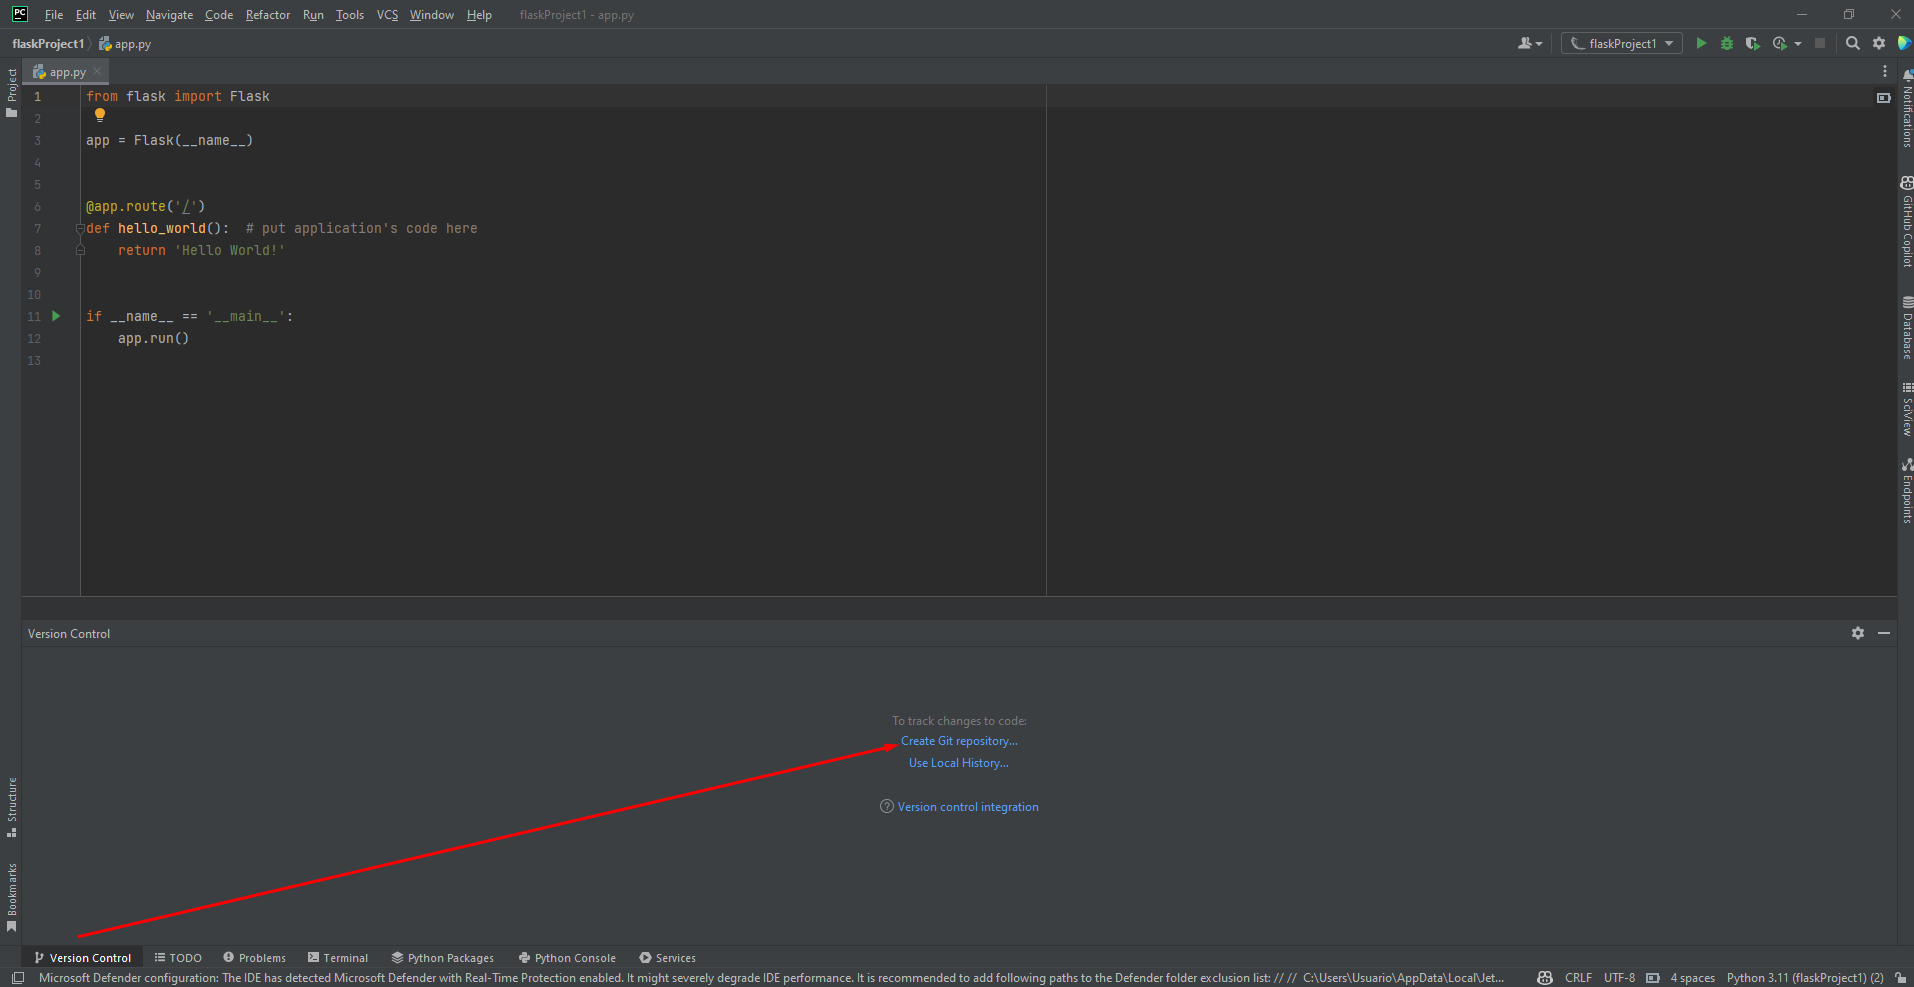 PC File Edit View Navigate Code Refactor Run Tools VCS Window Help flaskProject1 - app.py
flaskProject1 app.py flaskProject1
Project
app.py
1 from flask import Flask
2
3 app = Flask(__name__)
4
5
6 @app.route('/')
7 def hello_world():  # put application's code here
8     return 'Hello World!'
9
10
11 if __name__ == '__main__':
12     app.run()
13
Notifications
GitHub Copilot
Database
SciView
Endpoints
Version Control
To track changes to code:
Create Git repository...
Use Local History...
? Version control integration
Structure
Bookmarks
Version Control TODO Problems Terminal Python Packages Python Console Services
Microsoft Defender configuration: The IDE has detected Microsoft Defender with Real-Time Protection enabled. It might severely degrade IDE performance. It is recommended to add following paths to the Defender folder exclusion list: // // C:\Users\Usuario\AppData\Local\Jet... CRLF UTF-8 4 spaces Python 3.11 (flaskProject1) (2)